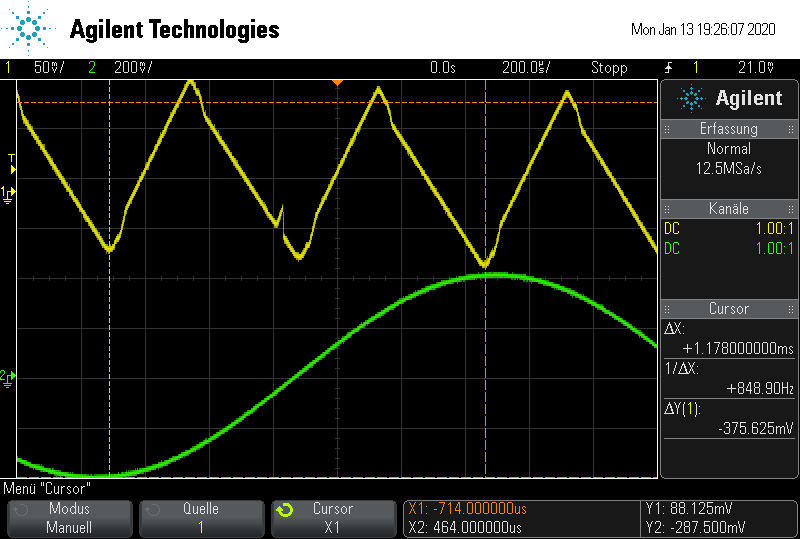 Agilent Technologies
Mon Jan 13 19:26:07 2020
1 50mV/ 2 200mV/ 0.0s 200.0us/ Stopp 1 21.0mV
Agilent
Erfassung
Normal
12.5MSa/s
Kanäle
DC 1.00:1
DC 1.00:1
Cursor
ΔX:
+1.178000000ms
1/ΔX:
+848.90Hz
ΔY(1):
-375.625mV
T
1
2
Menü "Cursor"
Modus
Manuell
Quelle
1
Cursor
X1
X1: -714.000000us
X2: 464.000000us
Y1: 88.125mV
Y2: -287.500mV